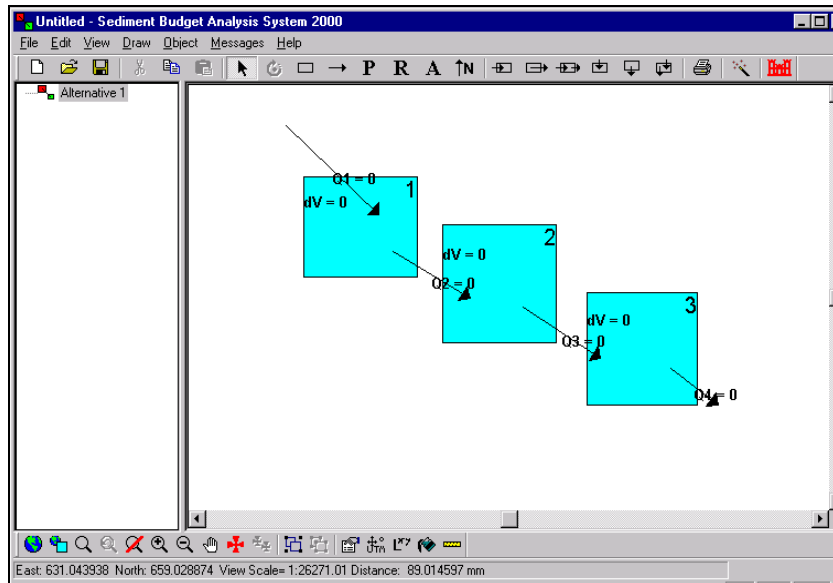 Untitled - Sediment Budget Analysis System 2000
File Edit View Draw Object Messages Help
P R A ↑N
Alternative 1
Q1 = 0
1
dV = 0
2
dV = 0
Q2 = 0
3
dV = 0
Q3 = 0
Q4 = 0
UTM
L xy
East: 631.043938 North: 659.028874 View Scale= 1:26271.01 Distance: 89.014597 mm